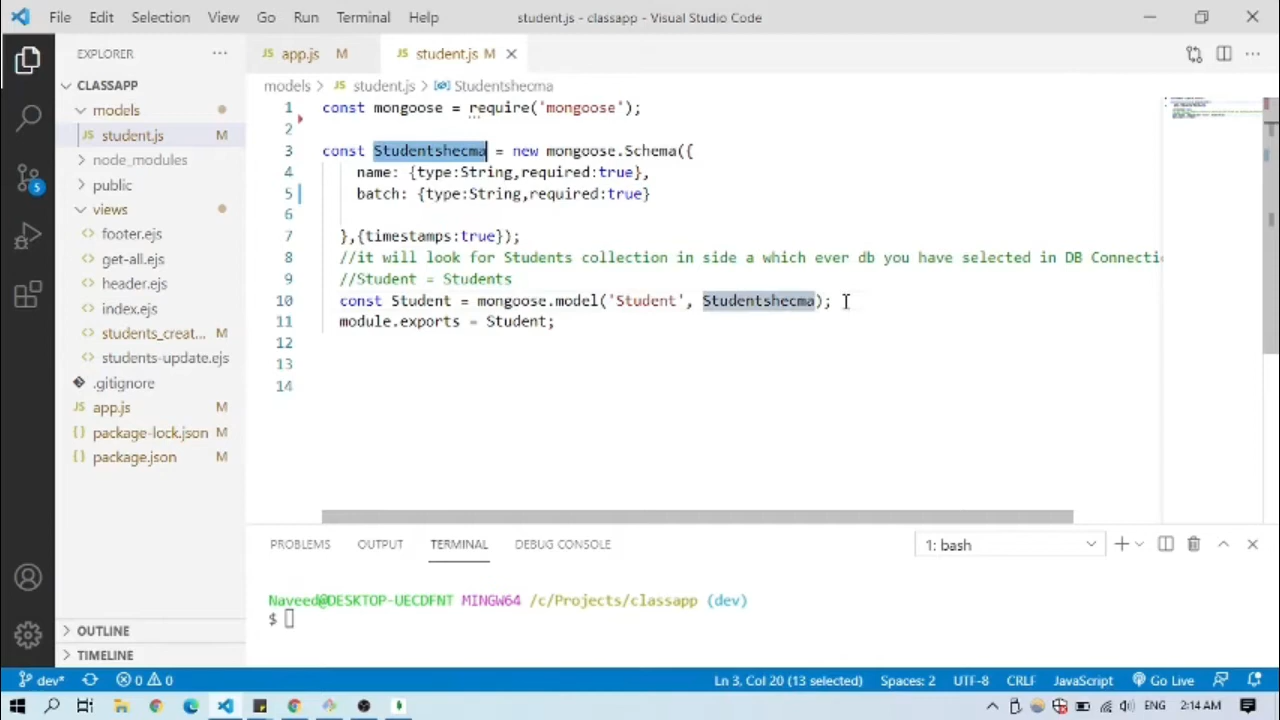 File Edit Selection View Go Run Terminal Help student.js - classapp - Visual Studio Code
EXPLORER ... JS app.js M JS student.js M
CLASSAPP models > JS student.js > Studentshecma
models
JS student.js M
node_modules
public
views
<> footer.ejs
<> get-all.ejs
<> header.ejs
<> index.ejs
<> students_creat... M
<> students-update.ejs
.gitignore
JS app.js M
{} package-lock.json M
{} package.json M
OUTLINE
TIMELINE
1 const mongoose = require('mongoose');
2
3 const Studentshecma = new mongoose.Schema({
4 name: {type:String,required:true},
5 batch: {type:String,required:true}
6
7 },{timestamps:true});
8 //it will look for Students collection in side a which ever db you have selected in DB Connecti
9 //Student = Students
10 const Student = mongoose.model('Student', Studentshecma);
11 module.exports = Student;
12
13
14
PROBLEMS OUTPUT TERMINAL DEBUG CONSOLE 1: bash
Naveed@DESKTOP-UECDFNT MINGW64 /c/Projects/classapp (dev)
$
5
dev* 0 0 Ln 3, Col 20 (13 selected) Spaces: 2 UTF-8 CRLF JavaScript Go Live
ENG 2:14 AM